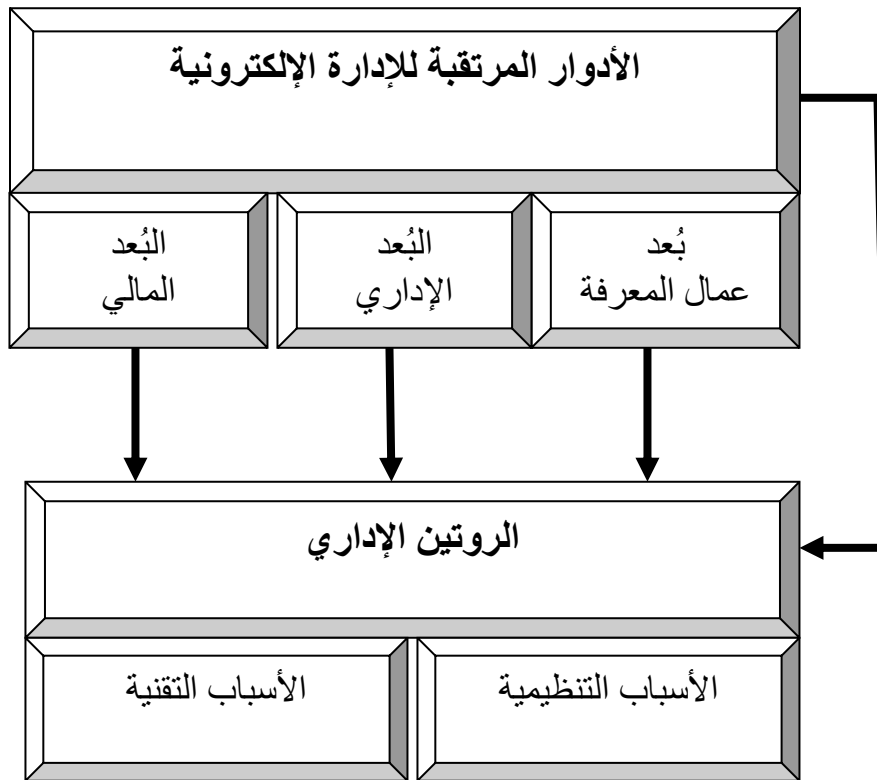 الأدوار المرتقبة للإدارة الإلكترونية
بُعد
عمال المعرفة
البُعد
الإداري
البُعد
المالي
الروتين الإداري
الأسباب التنظيمية
الأسباب التقنية